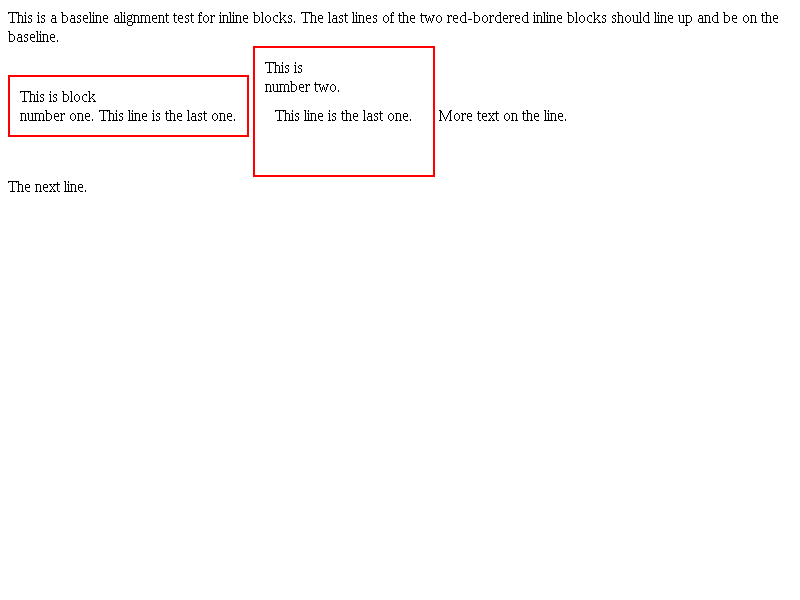 This is a baseline alignment test for inline blocks. The last lines of the two red-bordered inline blocks should line up and be on the
baseline.
This is block
number one. This line is the last one.
This is
number two.
This line is the last one.
More text on the line.
The next line.